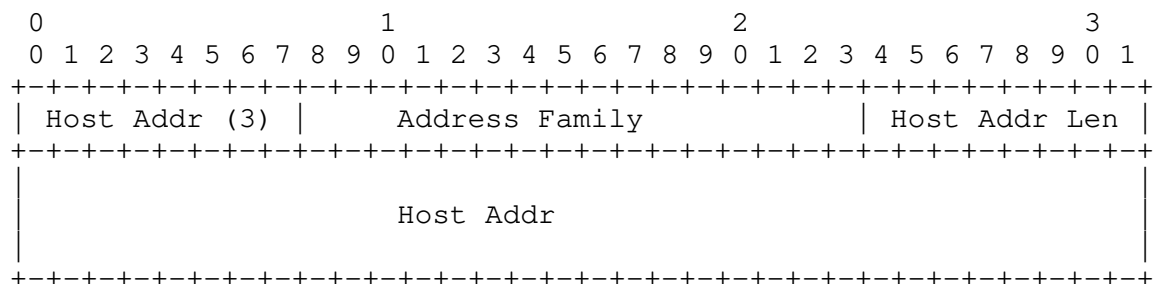 0                   1                   2                   3
 0 1 2 3 4 5 6 7 8 9 0 1 2 3 4 5 6 7 8 9 0 1 2 3 4 5 6 7 8 9 0 1
+-+-+-+-+-+-+-+-+-+-+-+-+-+-+-+-+-+-+-+-+-+-+-+-+-+-+-+-+-+-+-+-+
| Host Addr (3) |     Address Family            | Host Addr Len |
+-+-+-+-+-+-+-+-+-+-+-+-+-+-+-+-+-+-+-+-+-+-+-+-+-+-+-+-+-+-+-+-+
|                                                               |
|                     Host Addr                                 |
|                                                               |
+-+-+-+-+-+-+-+-+-+-+-+-+-+-+-+-+-+-+-+-+-+-+-+-+-+-+-+-+-+-+-+-+